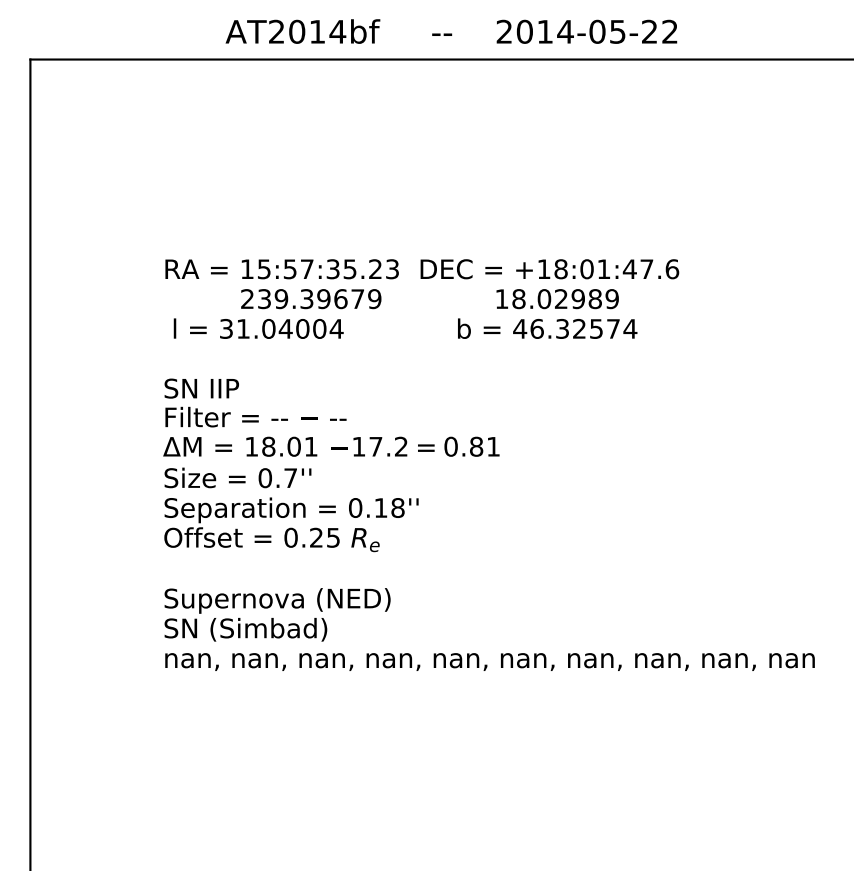 AT2014bf -- 2014-05-22
RA = 15:57:35.23 DEC = +18:01:47.6
239.39679 18.02989
l = 31.04004 b = 46.32574
SN IIP
Filter = -- − --
ΔM = 18.01 −17.2 = 0.81
Size = 0.7''
Separation = 0.18''
Offset = 0.25 Rₑ
Supernova (NED)
SN (Simbad)
nan, nan, nan, nan, nan, nan, nan, nan, nan, nan